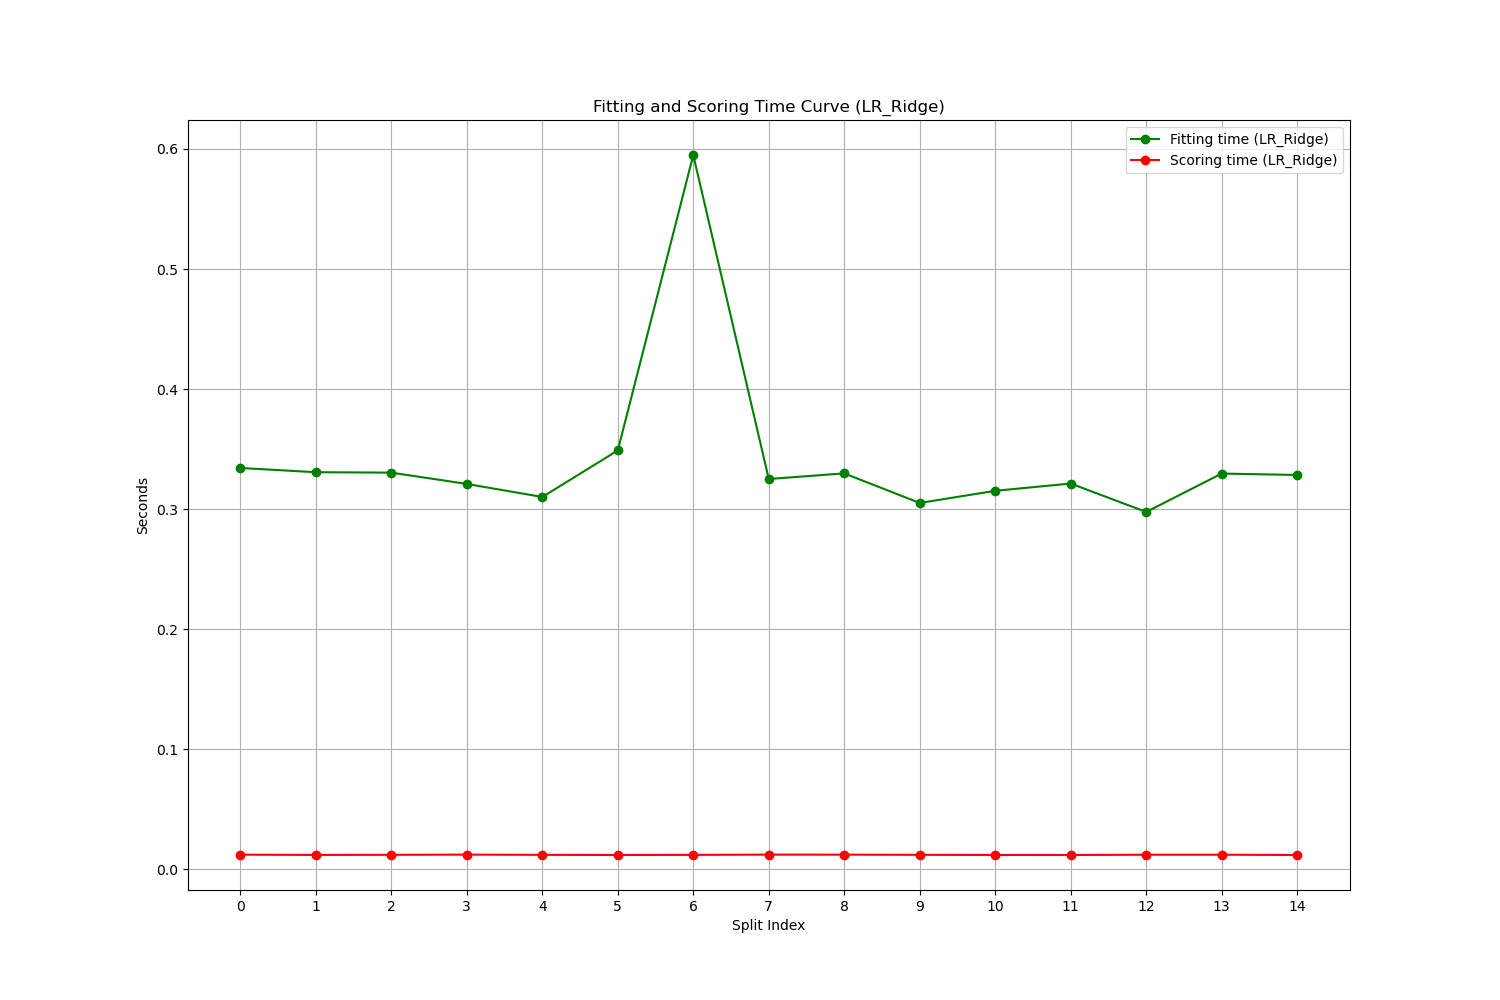 Fitting and Scoring Time Curve (LR_Ridge)
Fitting time (LR_Ridge)
Scoring time (LR_Ridge)
0.6
0.5
0.4
0.3
0.2
0.1
0.0
Seconds
0 1 2 3 4 5 6 7 8 9 10 11 12 13 14
Split Index